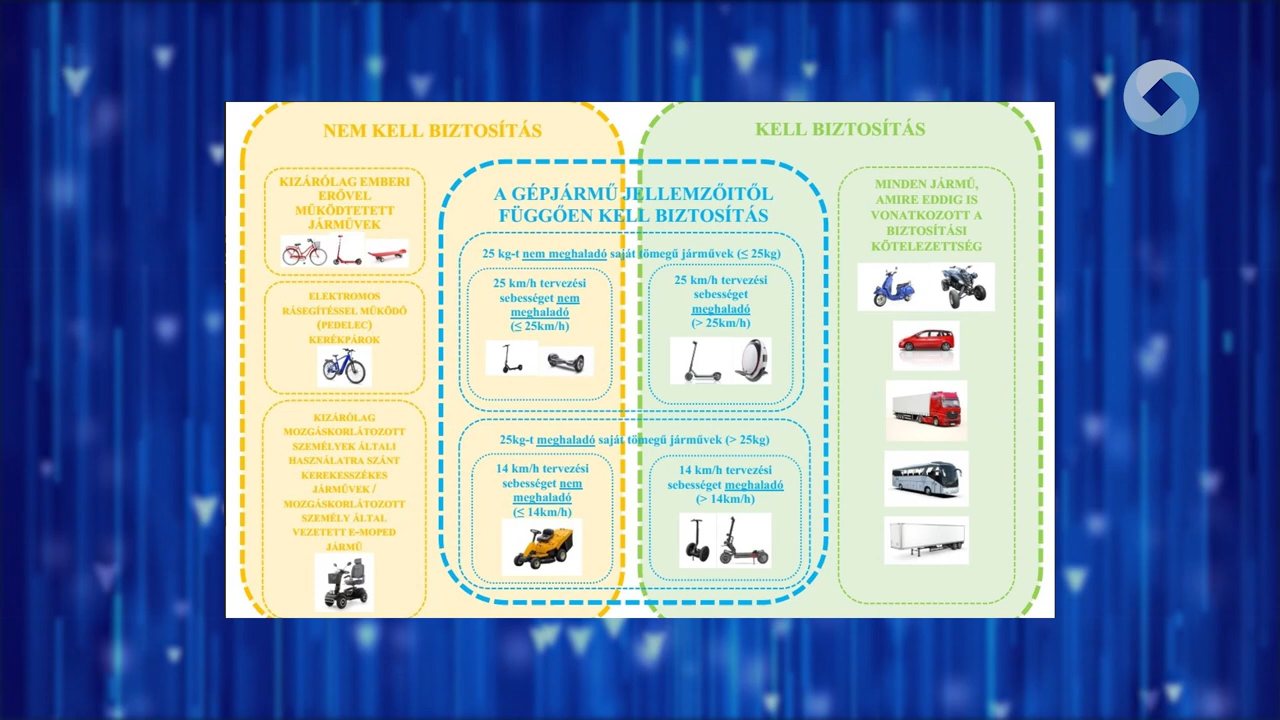 NEM KELL BIZTOSÍTÁS
KIZÁRÓLAG EMBERI
ERŐVEL
MŰKÖDTETETT
JÁRMŰVEK
ELEKTROMOS
RÁSEGÍTÉSSEL MŰKÖDŐ
(PEDELEC)
KERÉKPÁROK
KIZÁRÓLAG
MOZGÁSKORLÁTOZOTT
SZEMÉLYEK ÁLTALI
HASZNÁLATRA SZÁNT
KEREKESSZÉKES
JÁRMŰVEK /
MOZGÁSKORLÁTOZOTT
SZEMÉLY ÁLTAL
VEZETETT E-MOPED
JÁRMŰ
A GÉPJÁRMŰ JELLEMZŐITŐL
FÜGGŐEN KELL BIZTOSÍTÁS
25 kg-t nem meghaladó saját tömegű járművek (≤ 25kg)
25 km/h tervezési
sebességet nem
meghaladó
(≤ 25km/h)
25 km/h tervezési
sebességet
meghaladó
(> 25km/h)
25kg-t meghaladó saját tömegű járművek (> 25kg)
14 km/h tervezési
sebességet nem
meghaladó
(≤ 14km/h)
14 km/h tervezési
sebességet meghaladó
(> 14km/h)
KELL BIZTOSÍTÁS
MINDEN JÁRMŰ,
AMIRE EDDIG IS
VONATKOZOTT A
BIZTOSÍTÁSI
KÖTELEZETTSÉG